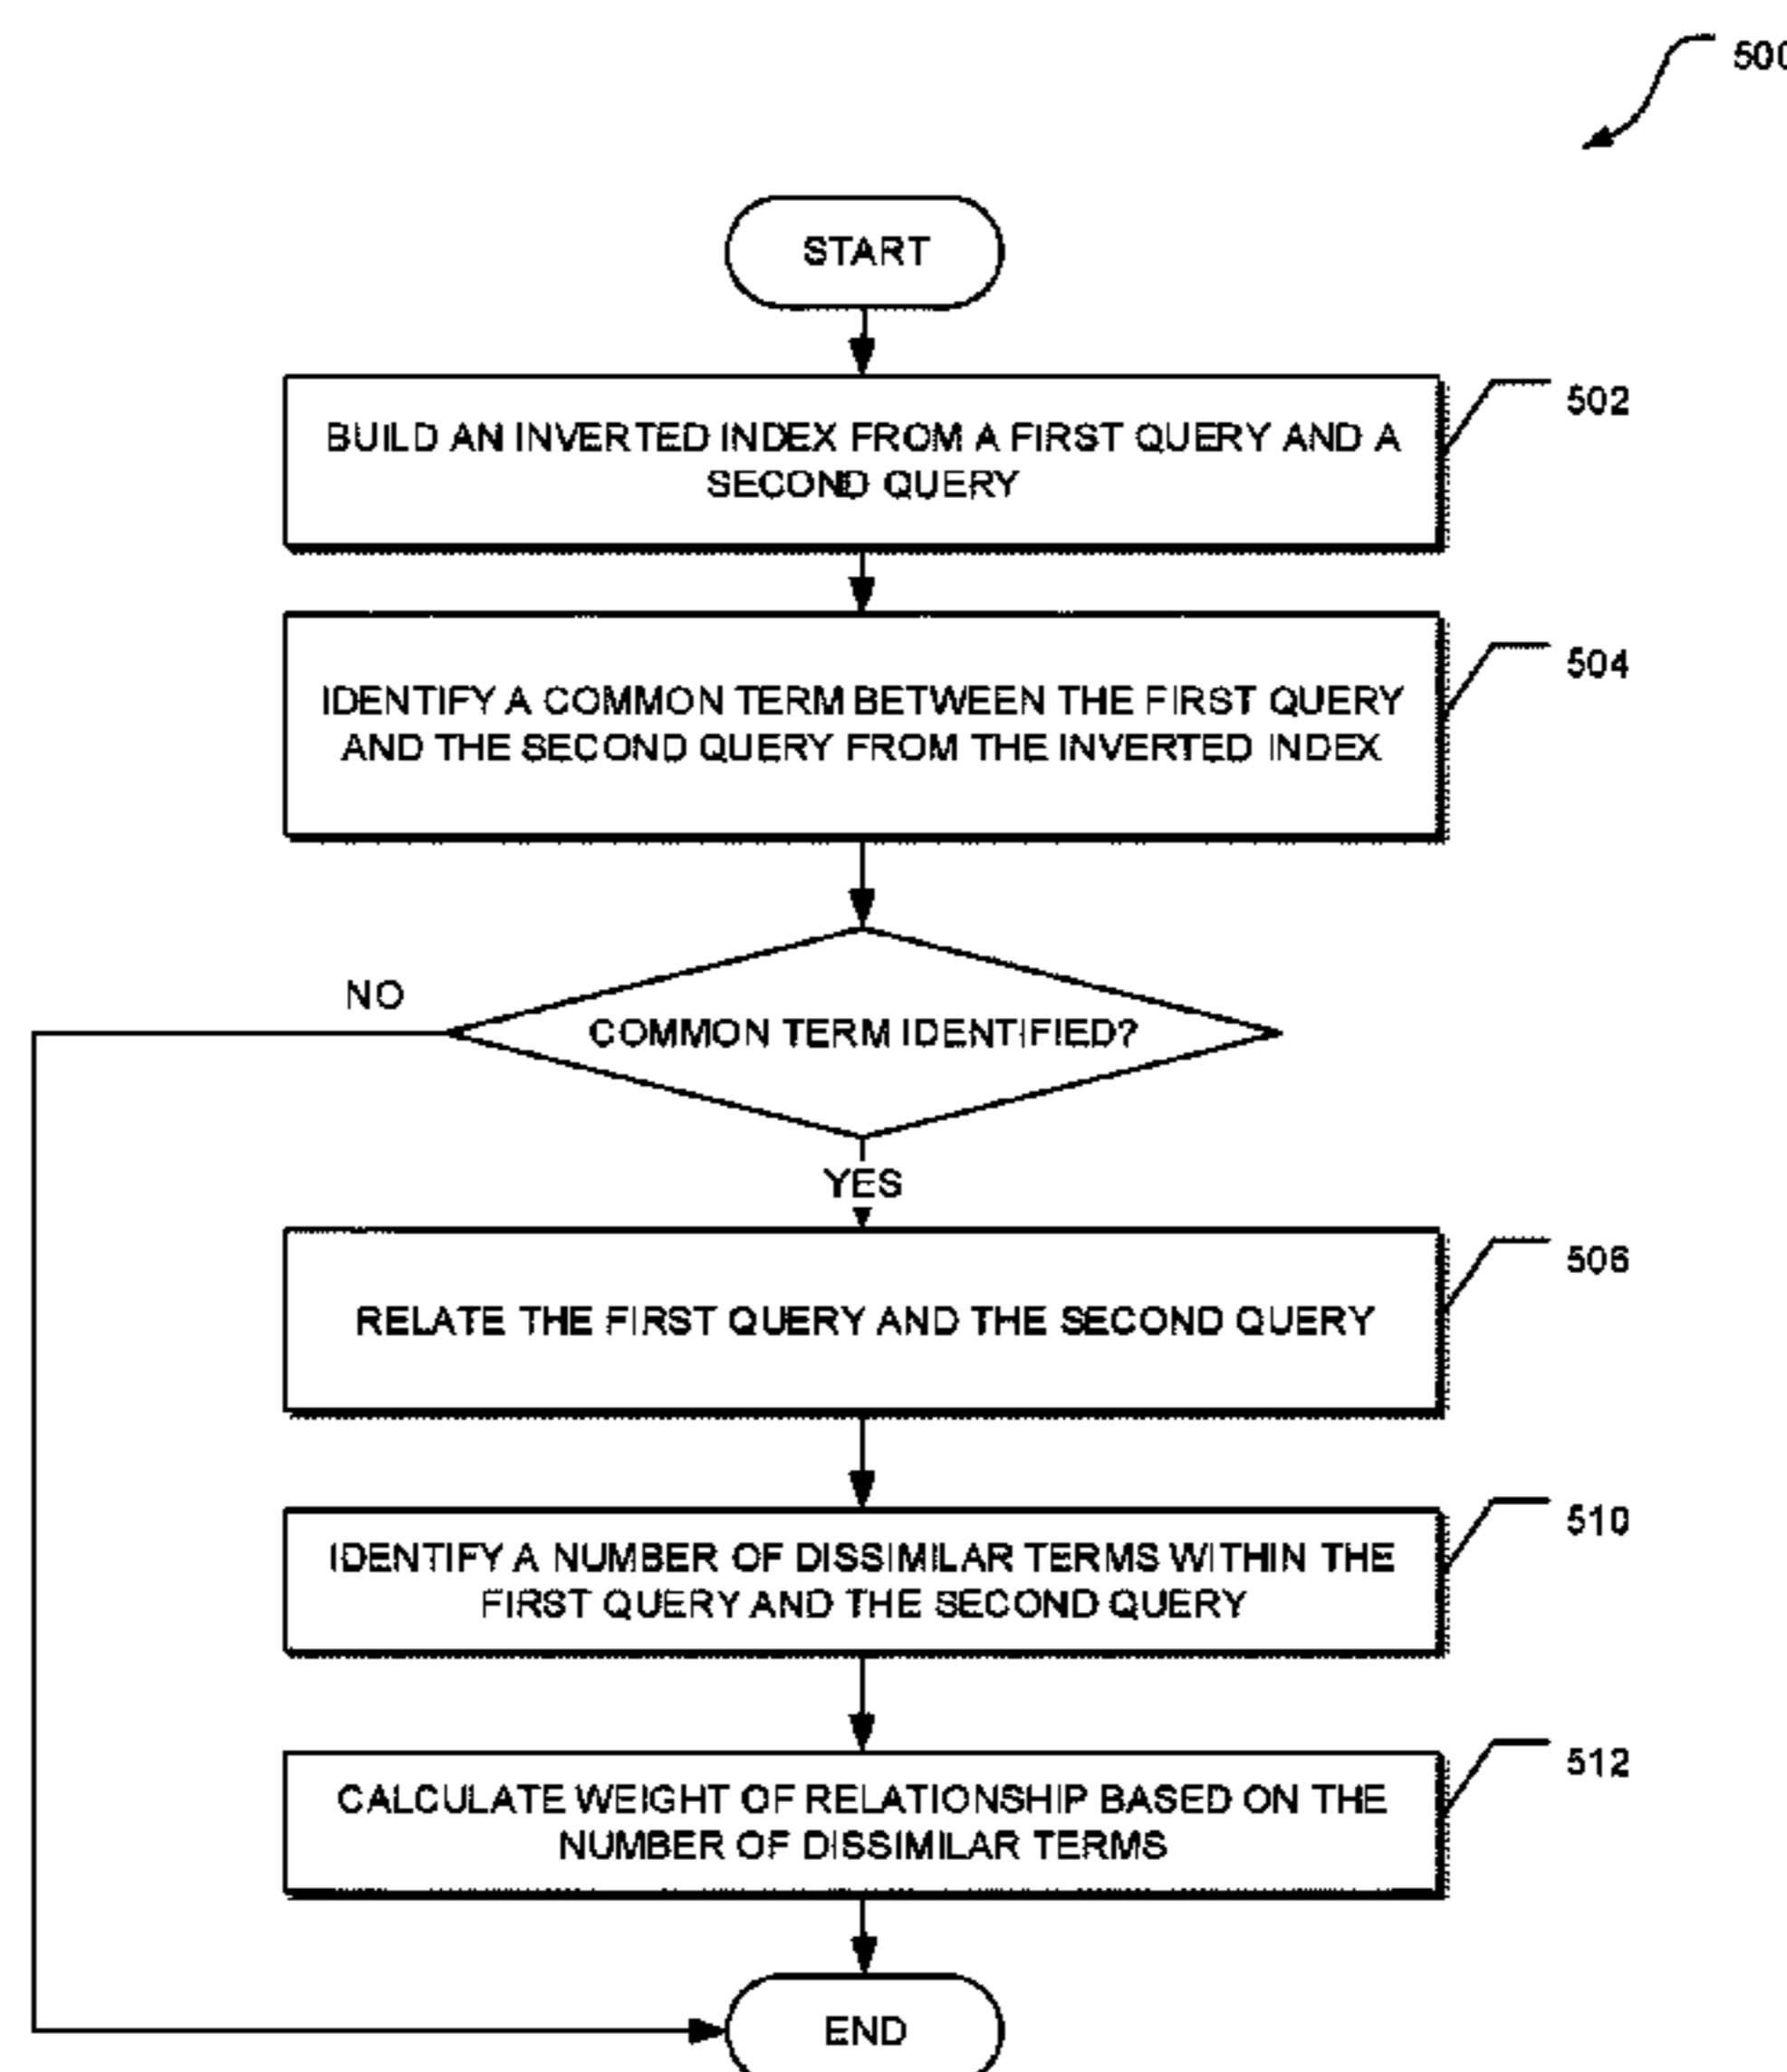 500
START
BUILD AN INVERTED INDEX FROM A FIRST QUERY AND A
SECOND QUERY
502
IDENTIFY A COMMON TERM BETWEEN THE FIRST QUERY
AND THE SECOND QUERY FROM THE INVERTED INDEX
504
NO
COMMON TERM IDENTIFIED?
YES
RELATE THE FIRST QUERY AND THE SECOND QUERY
506
IDENTIFY A NUMBER OF DISSIMILAR TERMS WITHIN THE
FIRST QUERY AND THE SECOND QUERY
510
CALCULATE WEIGHT OF RELATIONSHIP BASED ON THE
NUMBER OF DISSIMILAR TERMS
512
END